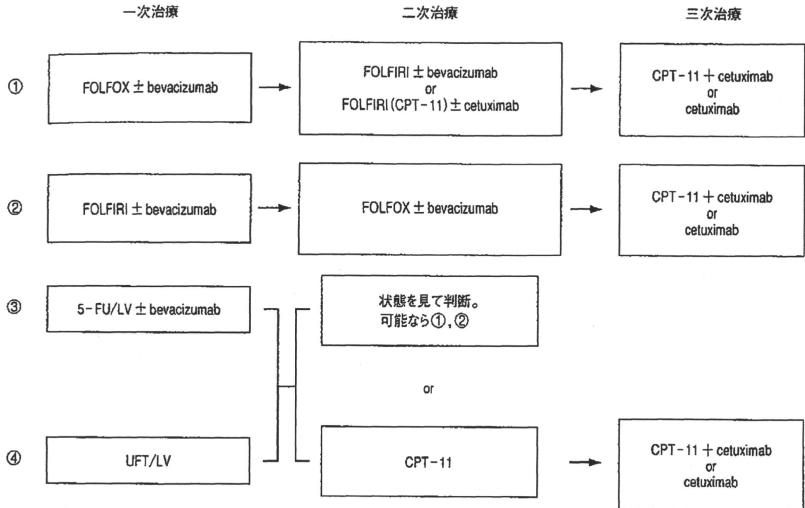 一次治療 二次治療 三次治療
① FOLFOX ± bevacizumab
FOLFIRI ± bevacizumab
or
FOLFIRI (CPT-11) ± cetuximab
CPT-11 + cetuximab
or
cetuximab
② FOLFIRI ± bevacizumab
FOLFOX ± bevacizumab
CPT-11 + cetuximab
or
cetuximab
③ 5-FU/LV ± bevacizumab
状態を見て判断。
可能なら①,②
or
④ UFT/LV
CPT-11
CPT-11 + cetuximab
or
cetuximab